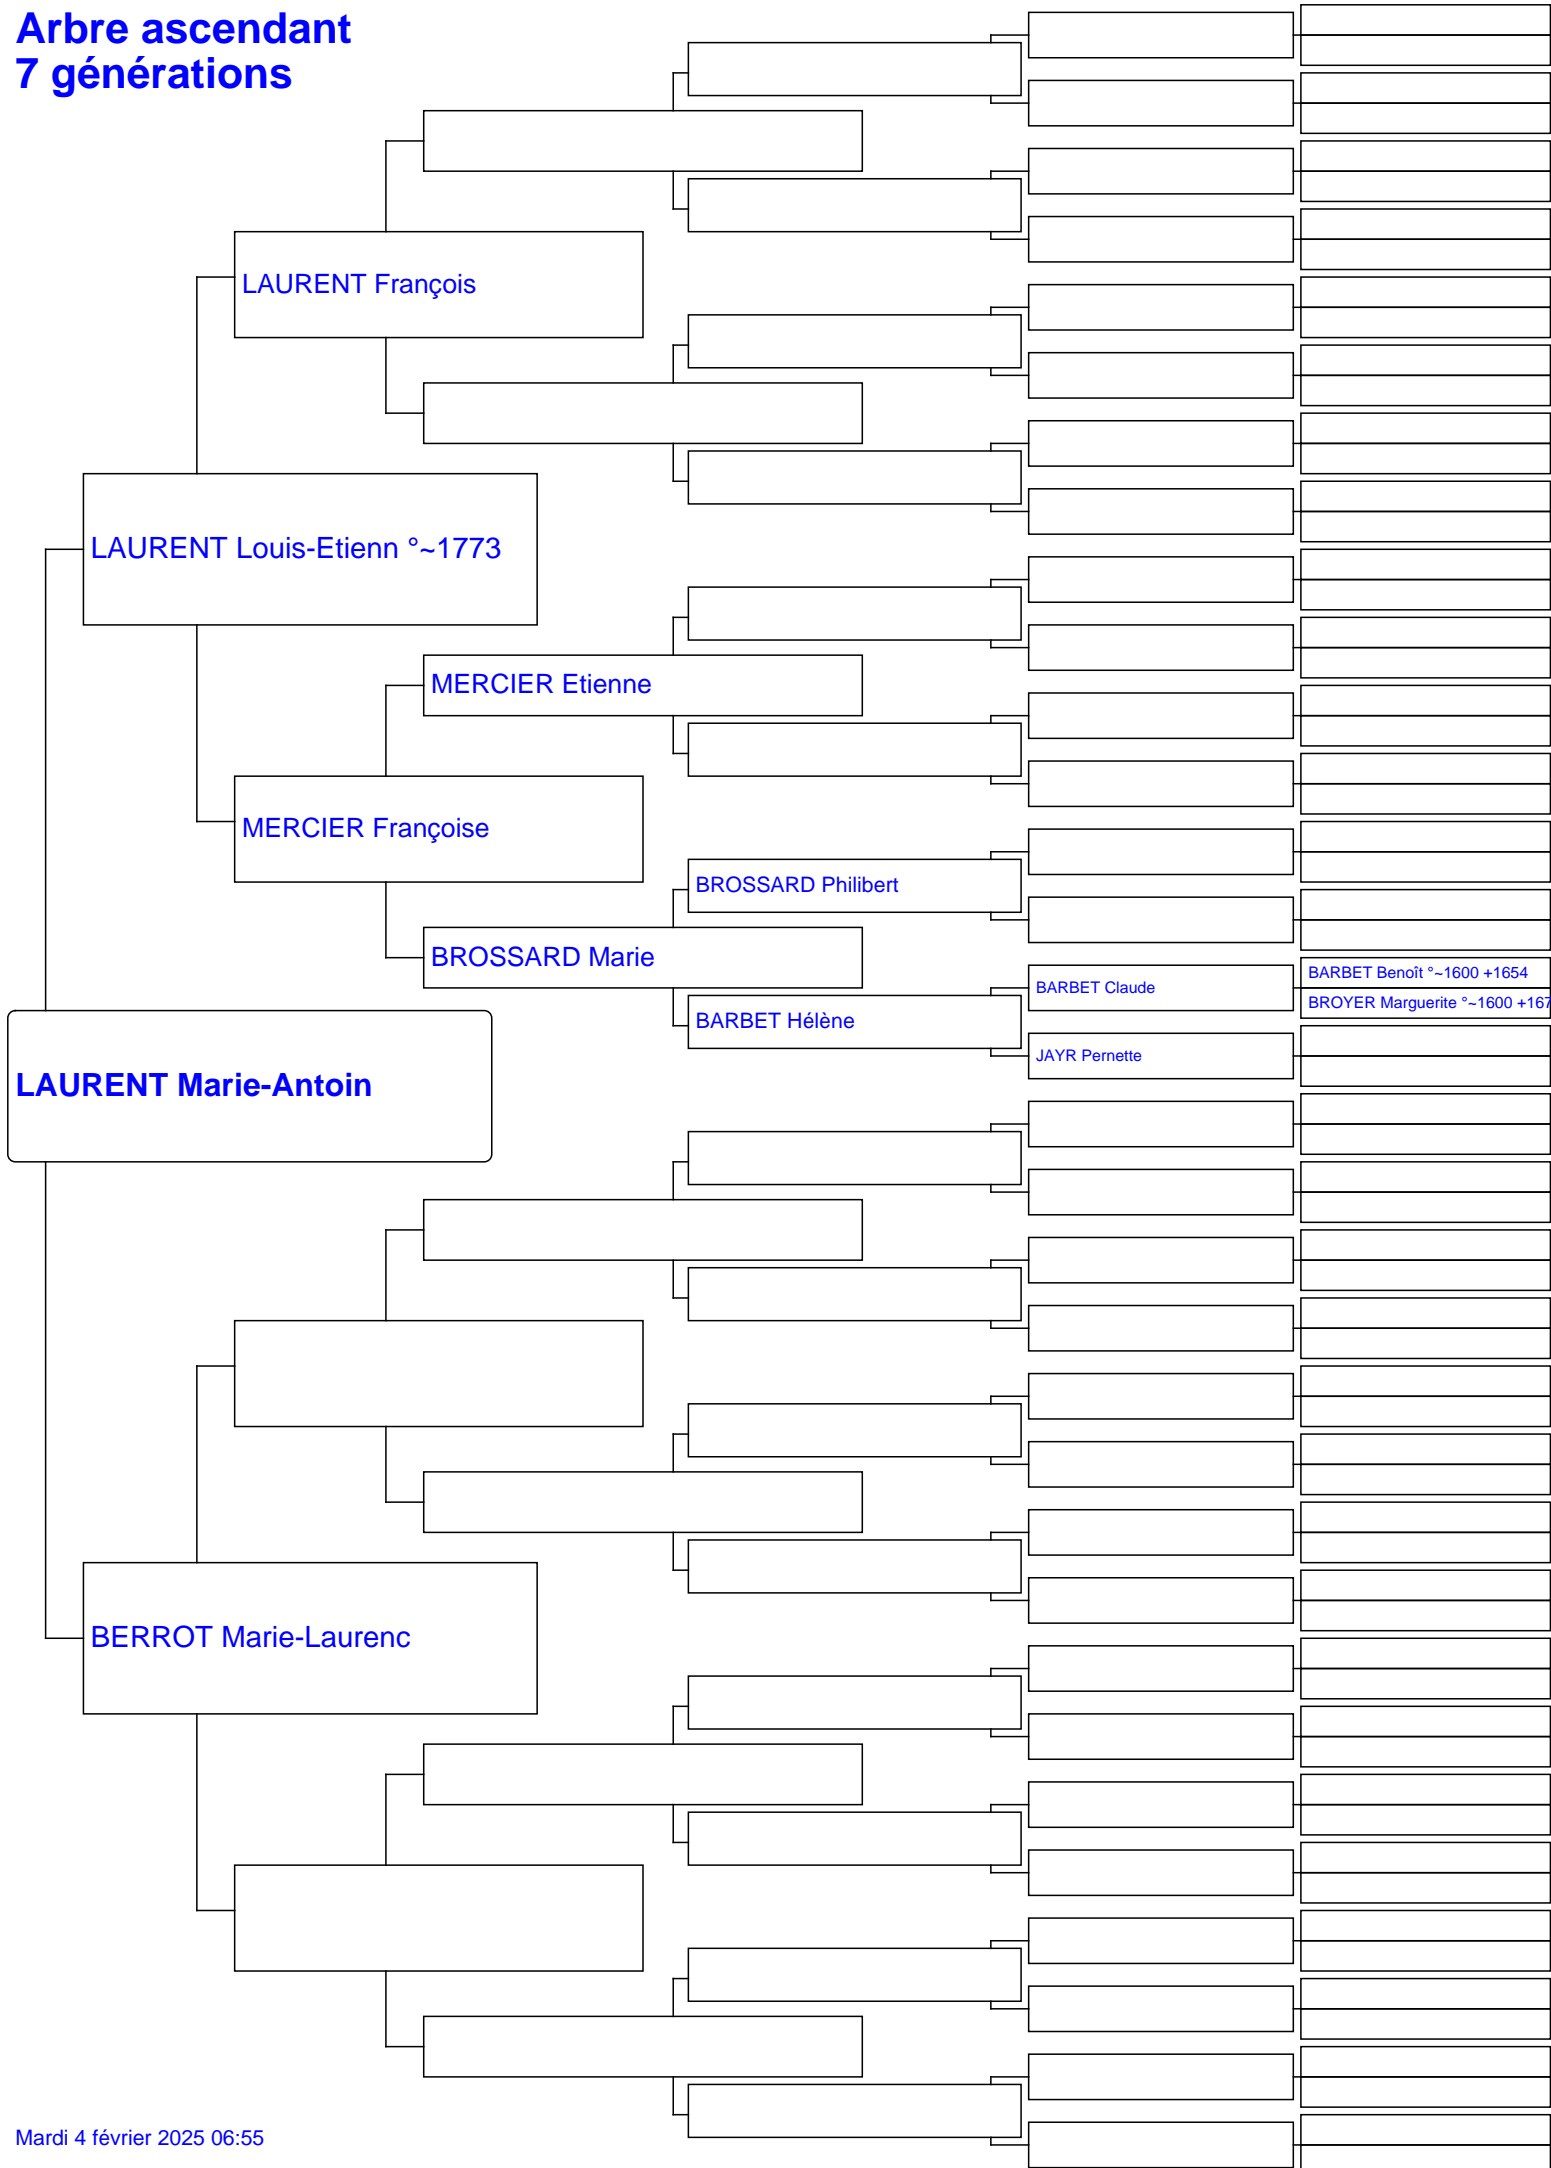 Arbre ascendant
7 générations
LAURENT François
LAURENT Louis-Etienn °~1773
MERCIER Etienne
MERCIER Françoise
BROSSARD Philibert
BROSSARD Marie
BARBET Benoît °~1600 +1654
BARBET Claude
BROYER Marguerite °~1600 +167
BARBET Hélène
JAYR Pernette
LAURENT Marie-Antoin
BERROT Marie-Laurenc
Mardi 4 février 2025 06:55